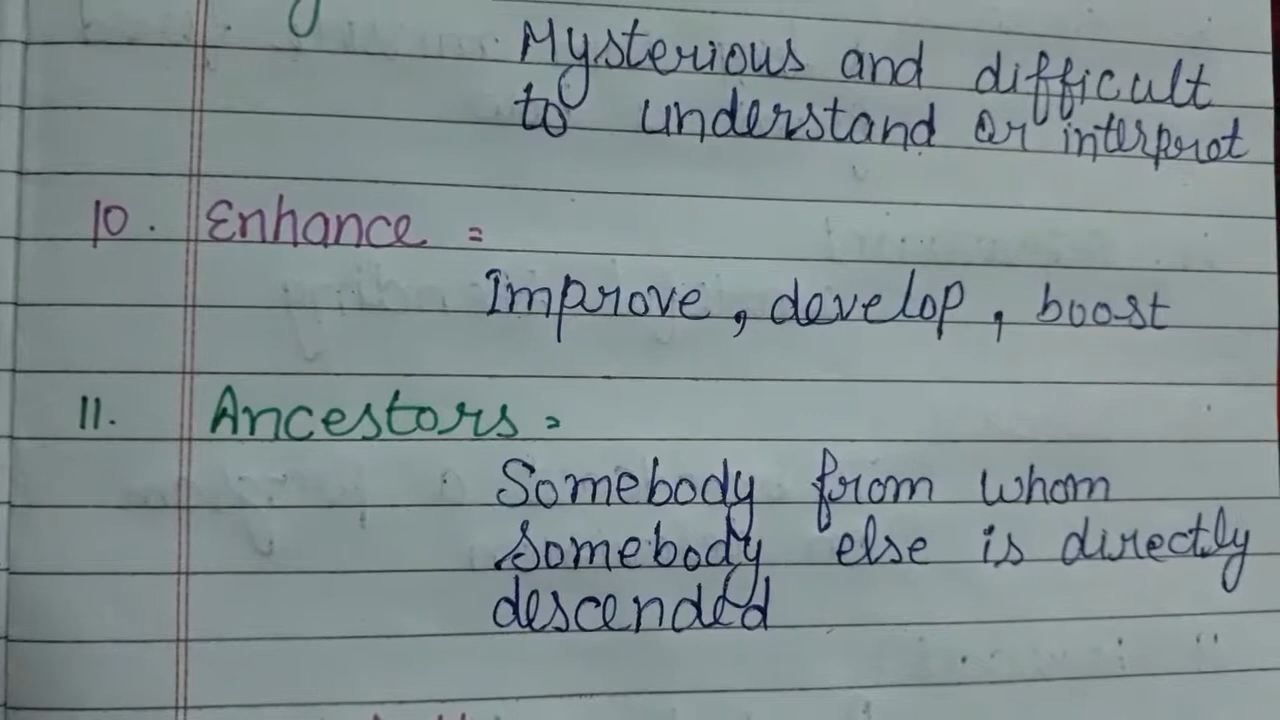 Mysterious and difficult
to understand or interpret
10. Enhance =
Improve, develop, boost
11. Ancestors =
Somebody from whom
somebody else is directly
descended